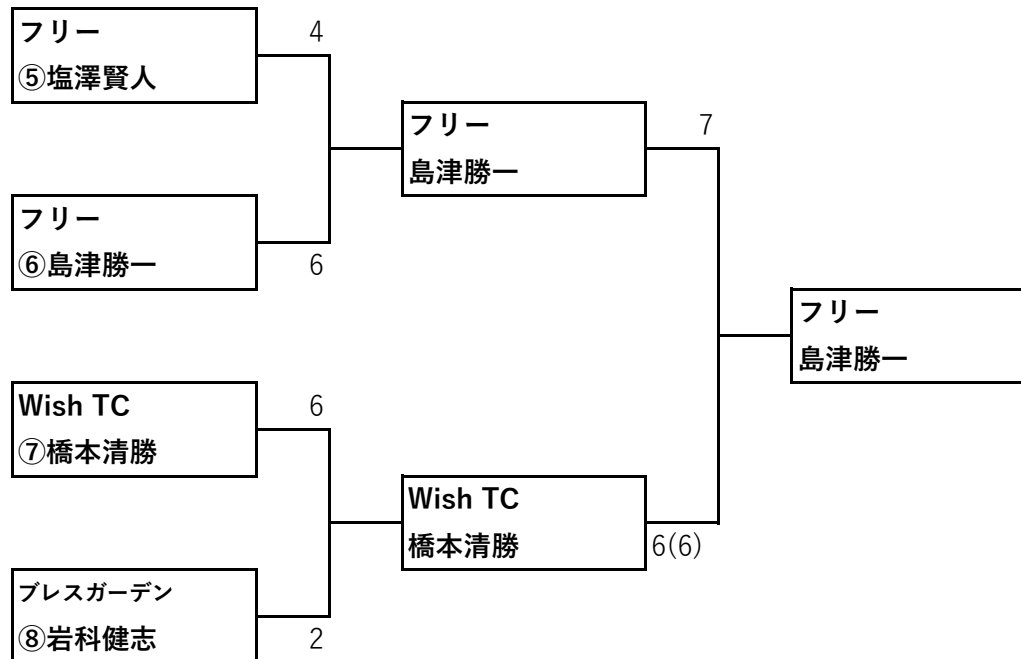 フリー
⑤塩澤賢人
4
フリー
⑥島津勝一
6
フリー
島津勝一
7
Wish TC
⑦橋本清勝
6
ブレスガーデン
⑧岩科健志
2
Wish TC
橋本清勝
6(6)
フリー
島津勝一